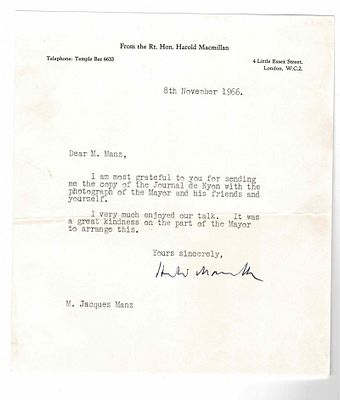 From the Rt. Hon. Harold Macmillan
Telephone: Temple Bar 6633
4 Little Essex Street,
London, W.C.2.
8th November 1966.
Dear M. Manz,
I am most grateful to you for sending
me the copy of the Journal de Nyon with the
photograph of the Mayor and his friends and
yourself.
I very much enjoyed our talk. It was
a great kindness on the part of the Mayor
to arrange this.
Yours sincerely,
Harold Macmillan
M. Jacques Manz